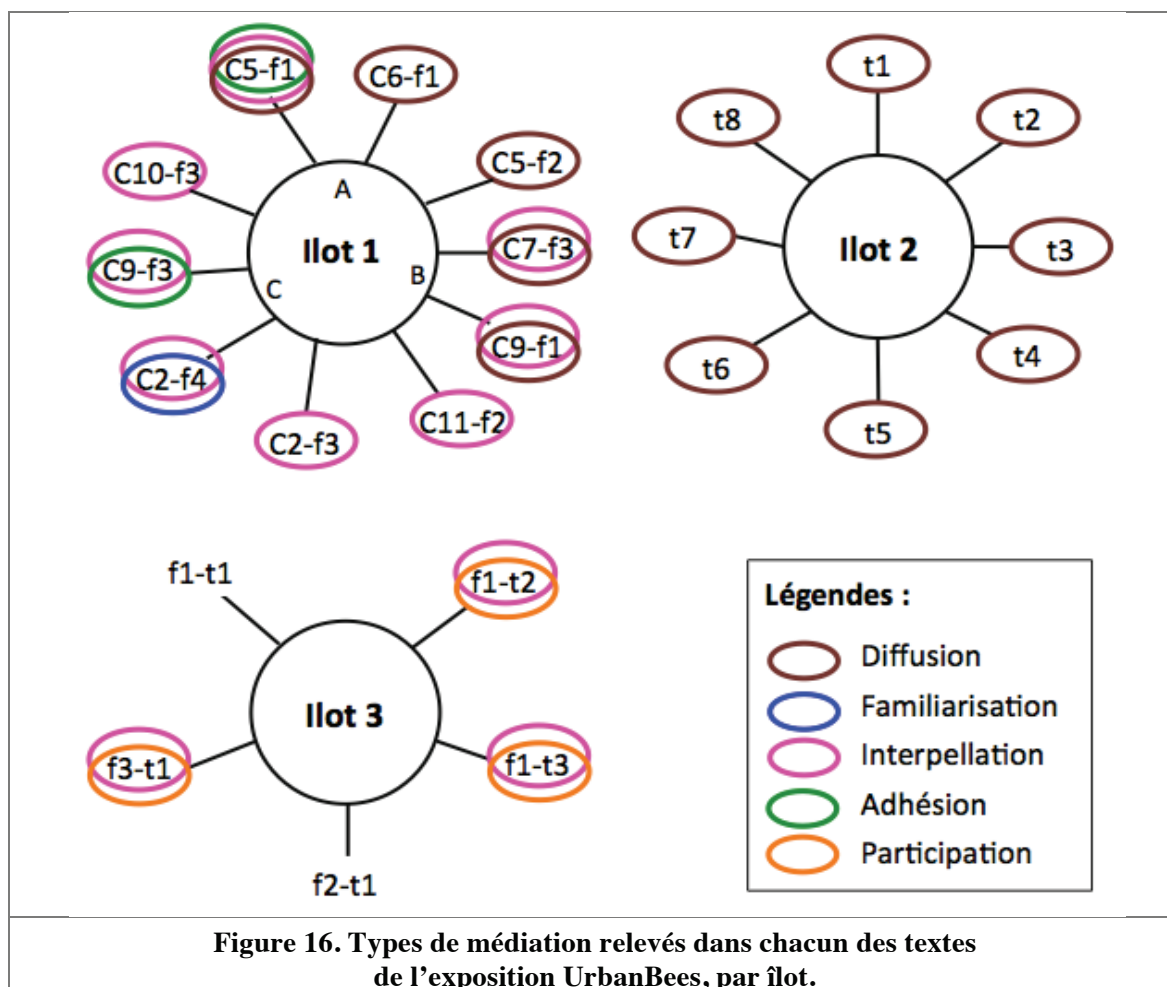 C5-f1
C6-f1
C10-f3
C5-f2
A
Ilot 1
C9-f3
C7-f3
B
C
C9-f1
C2-f4
C11-f2
C2-f3
t1
t8
t2
t7
Ilot 2
t3
t6
t4
t5
f1-t1
f1-t2
Ilot 3
f3-t1
f1-t3
f2-t1
Légendes :
Diffusion
Familiarisation
Interpellation
Adhésion
Participation
Figure 16. Types de médiation relevés dans chacun des textes
de l'exposition UrbanBees, par îlot.